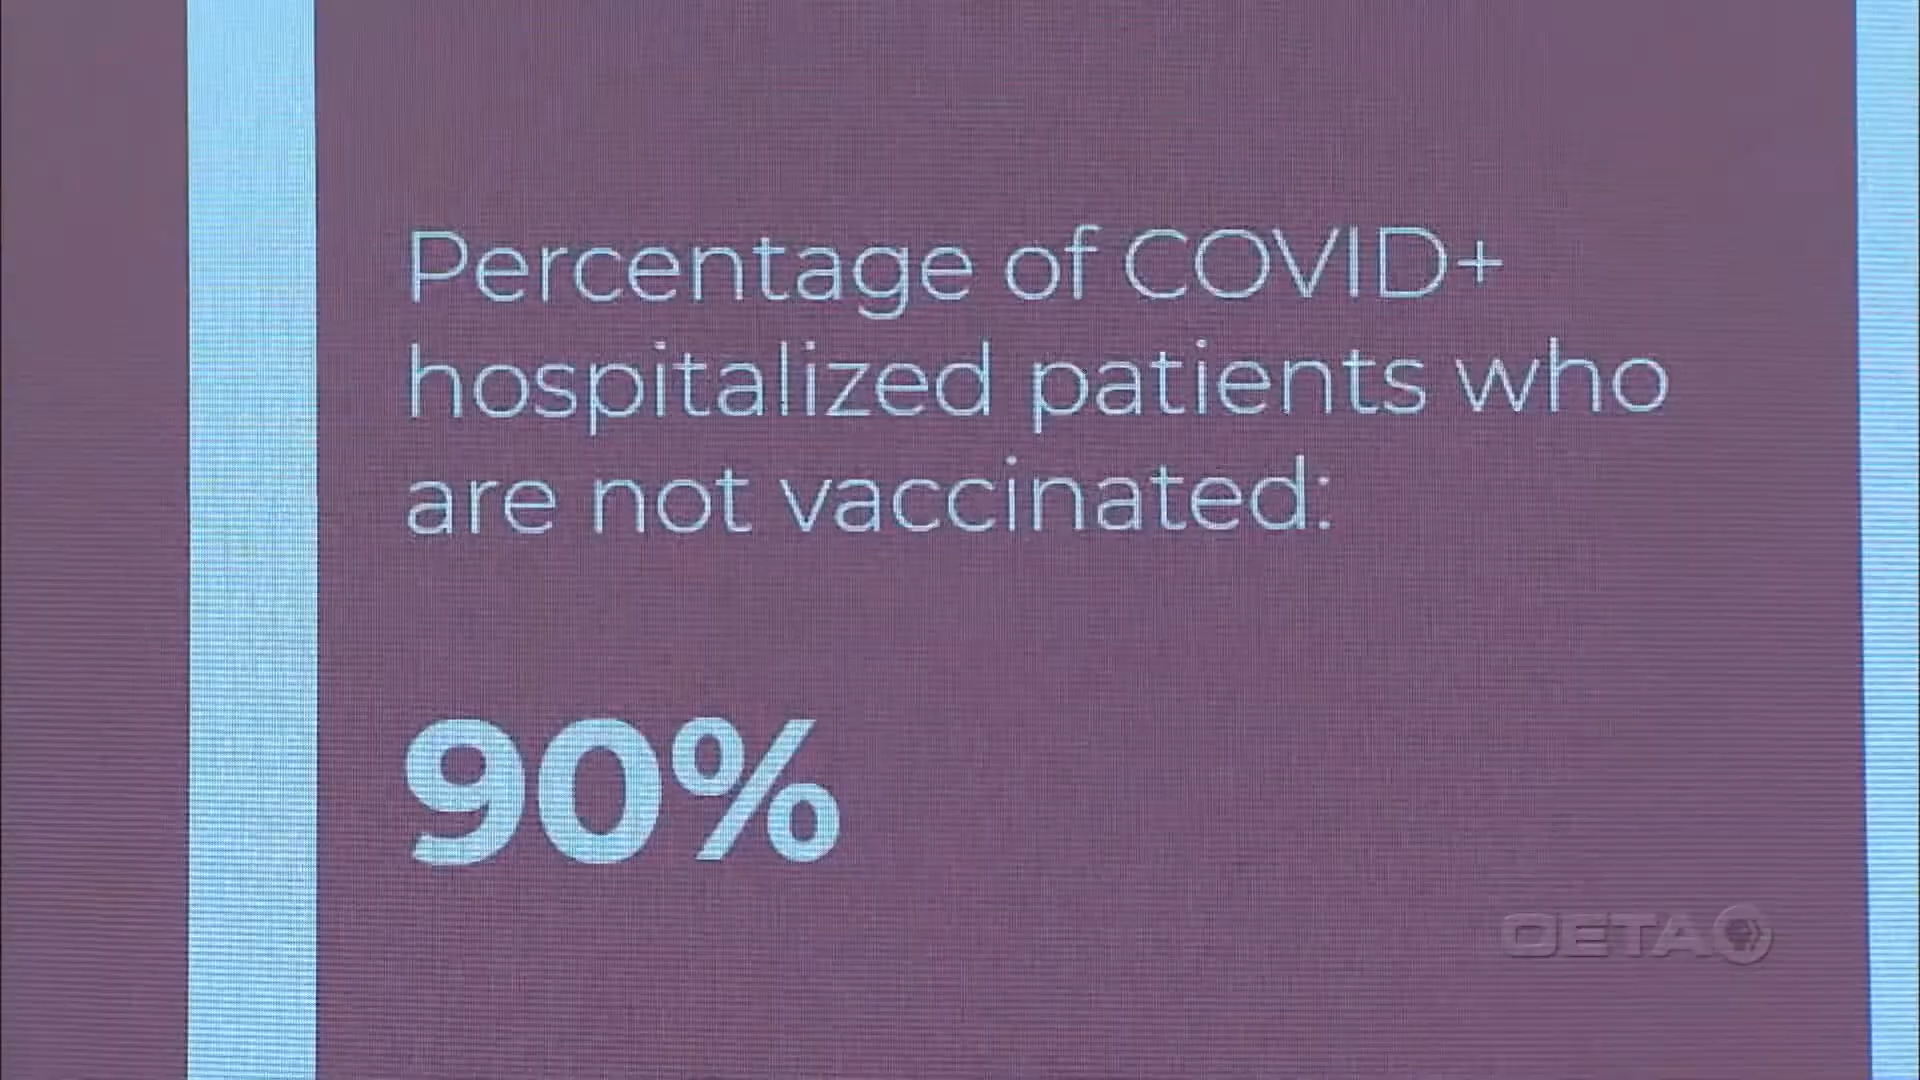 Percentage of COVID+
hospitalized patients who
are not vaccinated:
90%
OETA